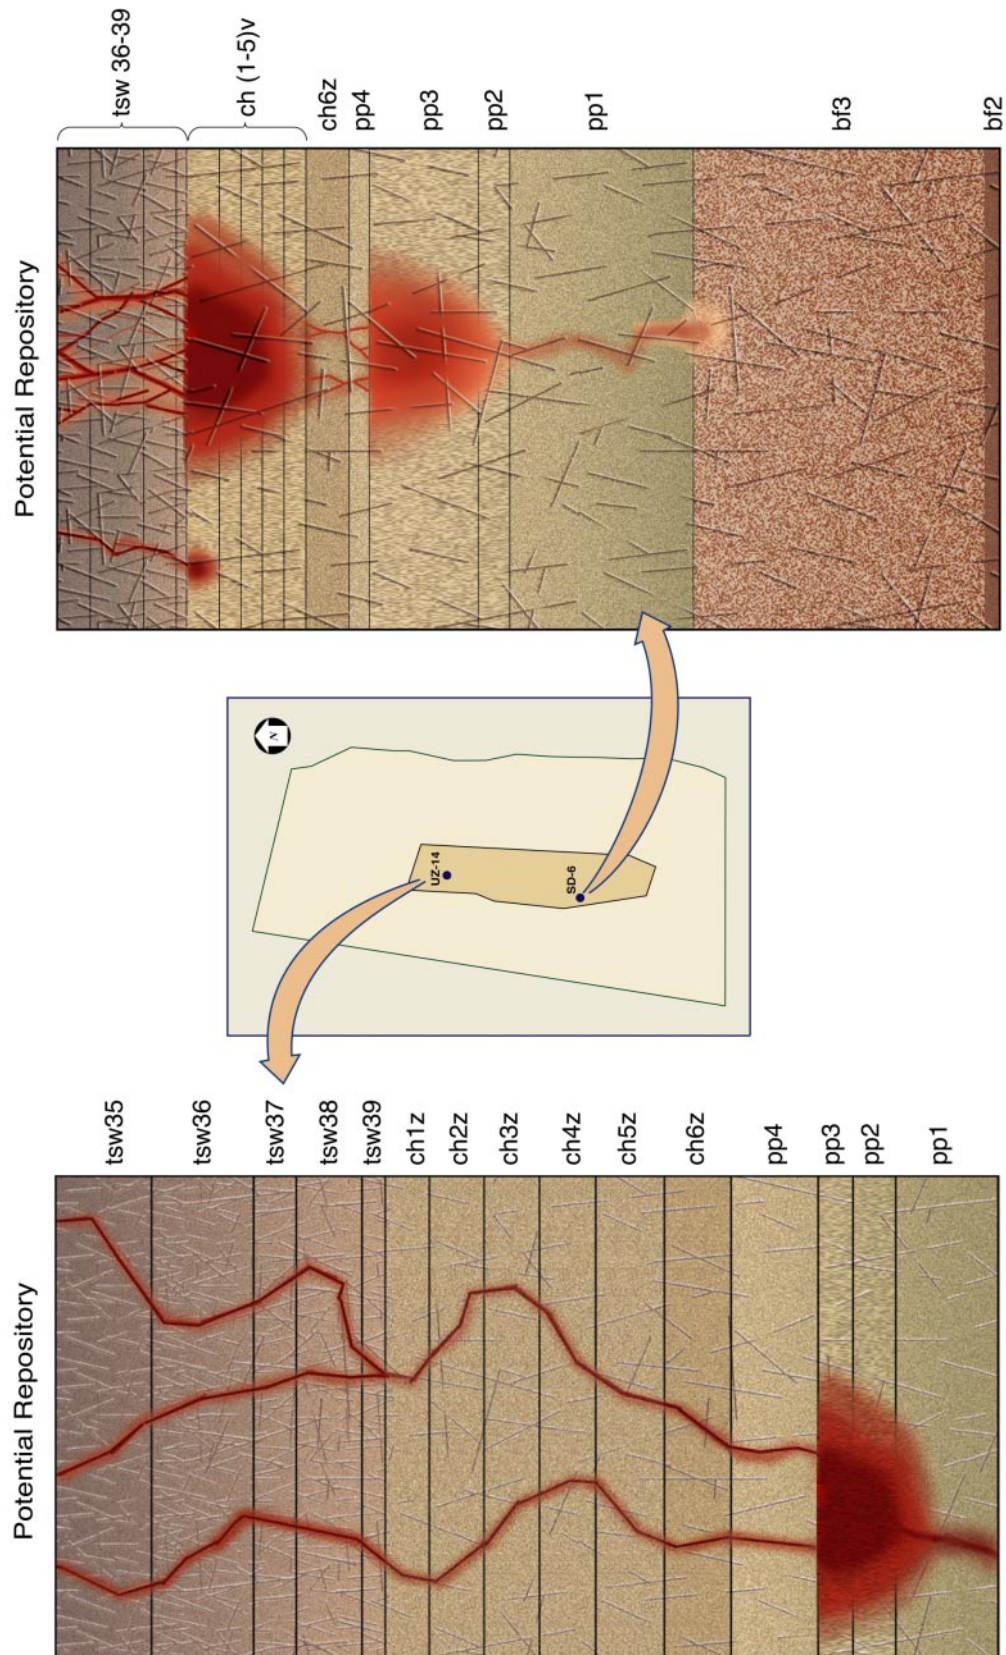 Potential Repository
tsw35
tsw36
tsw37
tsw38
tsw39
ch1z
ch2z
ch3z
ch4z
ch5z
ch6z
pp4
pp3
pp2
pp1
N
UZ-14
SD-6
Potential Repository
tsw 36-39
ch (1-5)v
ch6z
pp4
pp3
pp2
pp1
bf3
bf2